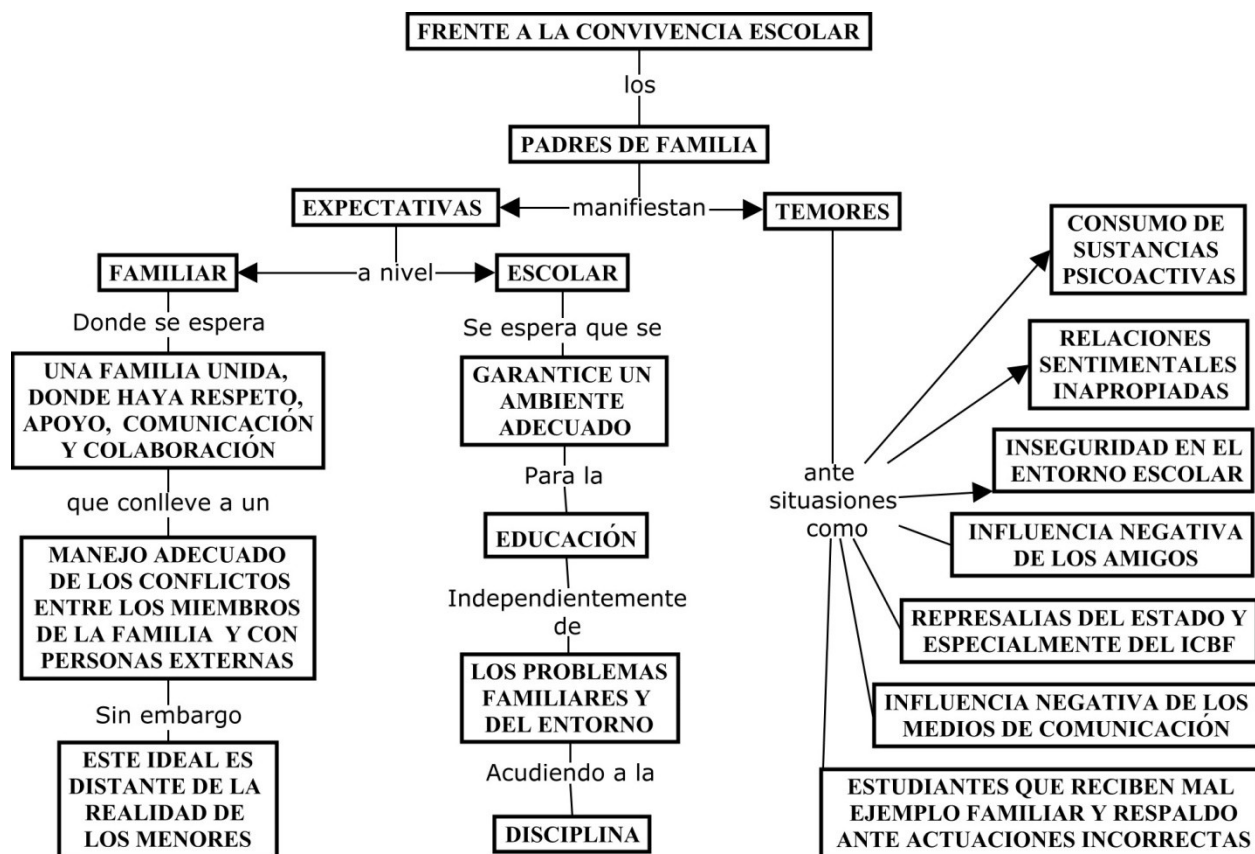 FRENTE A LA CONVIVENCIA ESCOLAR
los
PADRES DE FAMILIA
manifiestan
EXPECTATIVAS
TEMORES
a nivel
FAMILIAR
ESCOLAR
Donde se espera
UNA FAMILIA UNIDA,
DONDE HAYA RESPETO,
APOYO, COMUNICACIÓN
Y COLABORACIÓN
que conlleve a un
MANEJO ADECUADO
DE LOS CONFLICTOS
ENTRE LOS MIEMBROS
DE LA FAMILIA Y CON
PERSONAS EXTERNAS
Sin embargo
ESTE IDEAL ES
DISTANTE DE LA
REALIDAD DE
LOS MENORES
Se espera que se
GARANTICE UN
AMBIENTE
ADECUADO
Para la
EDUCACIÓN
Independientemente
de
LOS PROBLEMAS
FAMILIARES Y
DEL ENTORNO
Acudiendo a la
DISCIPLINA
ante
situasiones
como
CONSUMO DE
SUSTANCIAS
PSICOACTIVAS
RELACIONES
SENTIMENTALES
INAPROPIADAS
INSEGURIDAD EN EL
ENTORNO ESCOLAR
INFLUENCIA NEGATIVA
DE LOS AMIGOS
REPRESALIAS DEL ESTADO Y
ESPECIALMENTE DEL ICBF
INFLUENCIA NEGATIVA DE LOS
MEDIOS DE COMUNICACIÓN
ESTUDIANTES QUE RECIBEN MAL
EJEMPLO FAMILIAR Y RESPALDO
ANTE ACTUACIONES INCORRECTAS